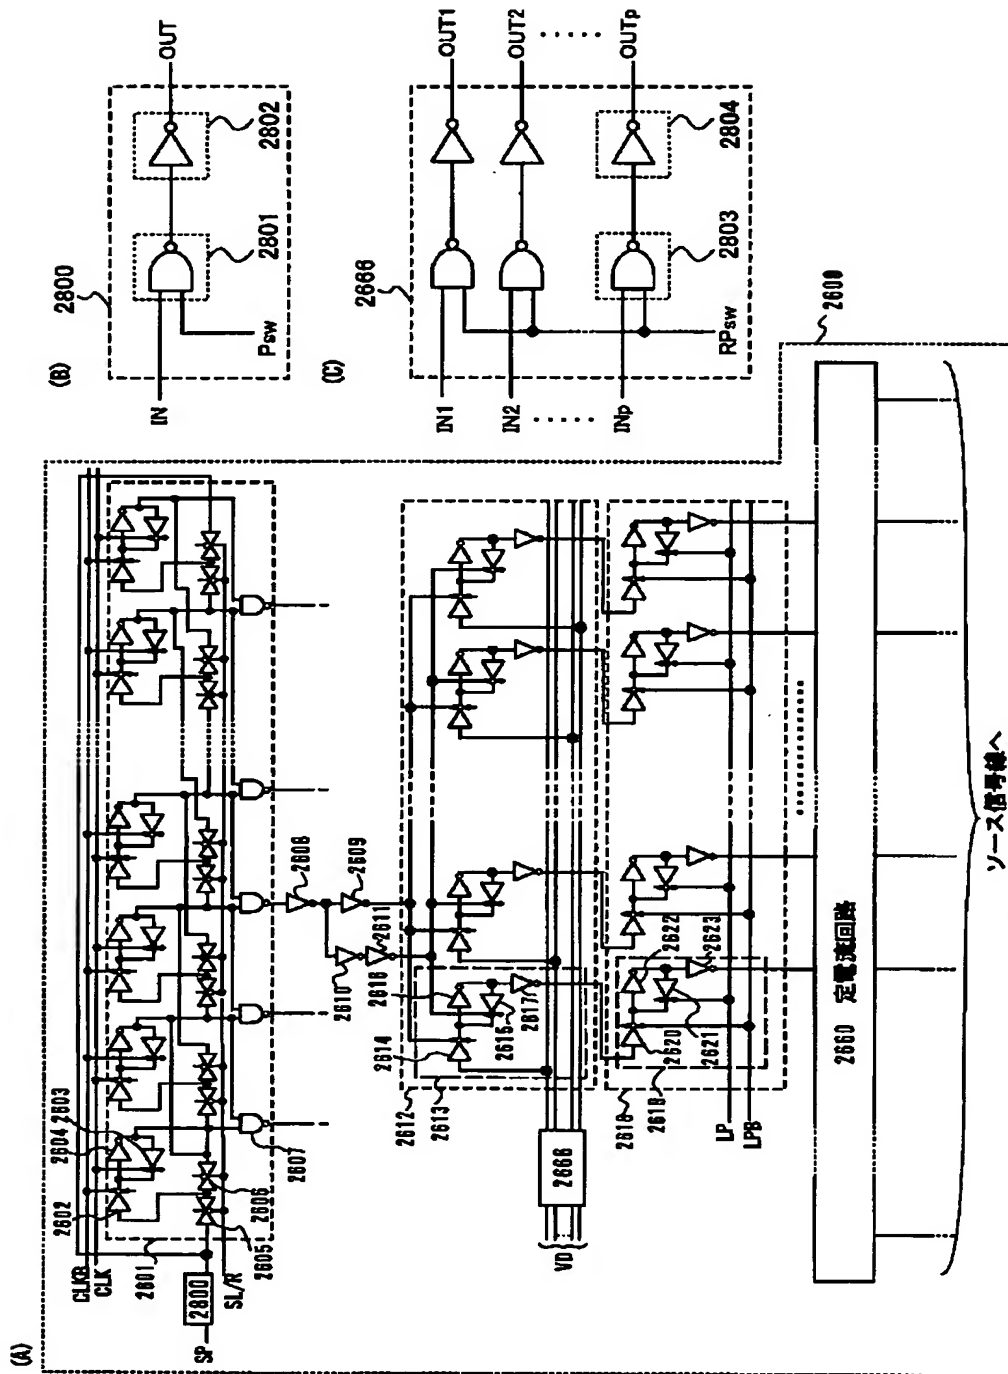 (A)
CLKB
CLK
2601
SP
2800
SL/R
2602
2604
2603
2605
2606
2607
2608
2609
2610
2611
2612
2613
2614
2616
2615
2617
VD
2666
2618
2619
2620
2622
2621
2623
LP
LPB
2660 定電流回路
ソース信号線へ
2600
(B)
2800
IN
Psw
2801
2802
OUT
(C)
2666
IN1
IN2
INp
RPsw
2803
2804
OUT1
OUT2
OUTp